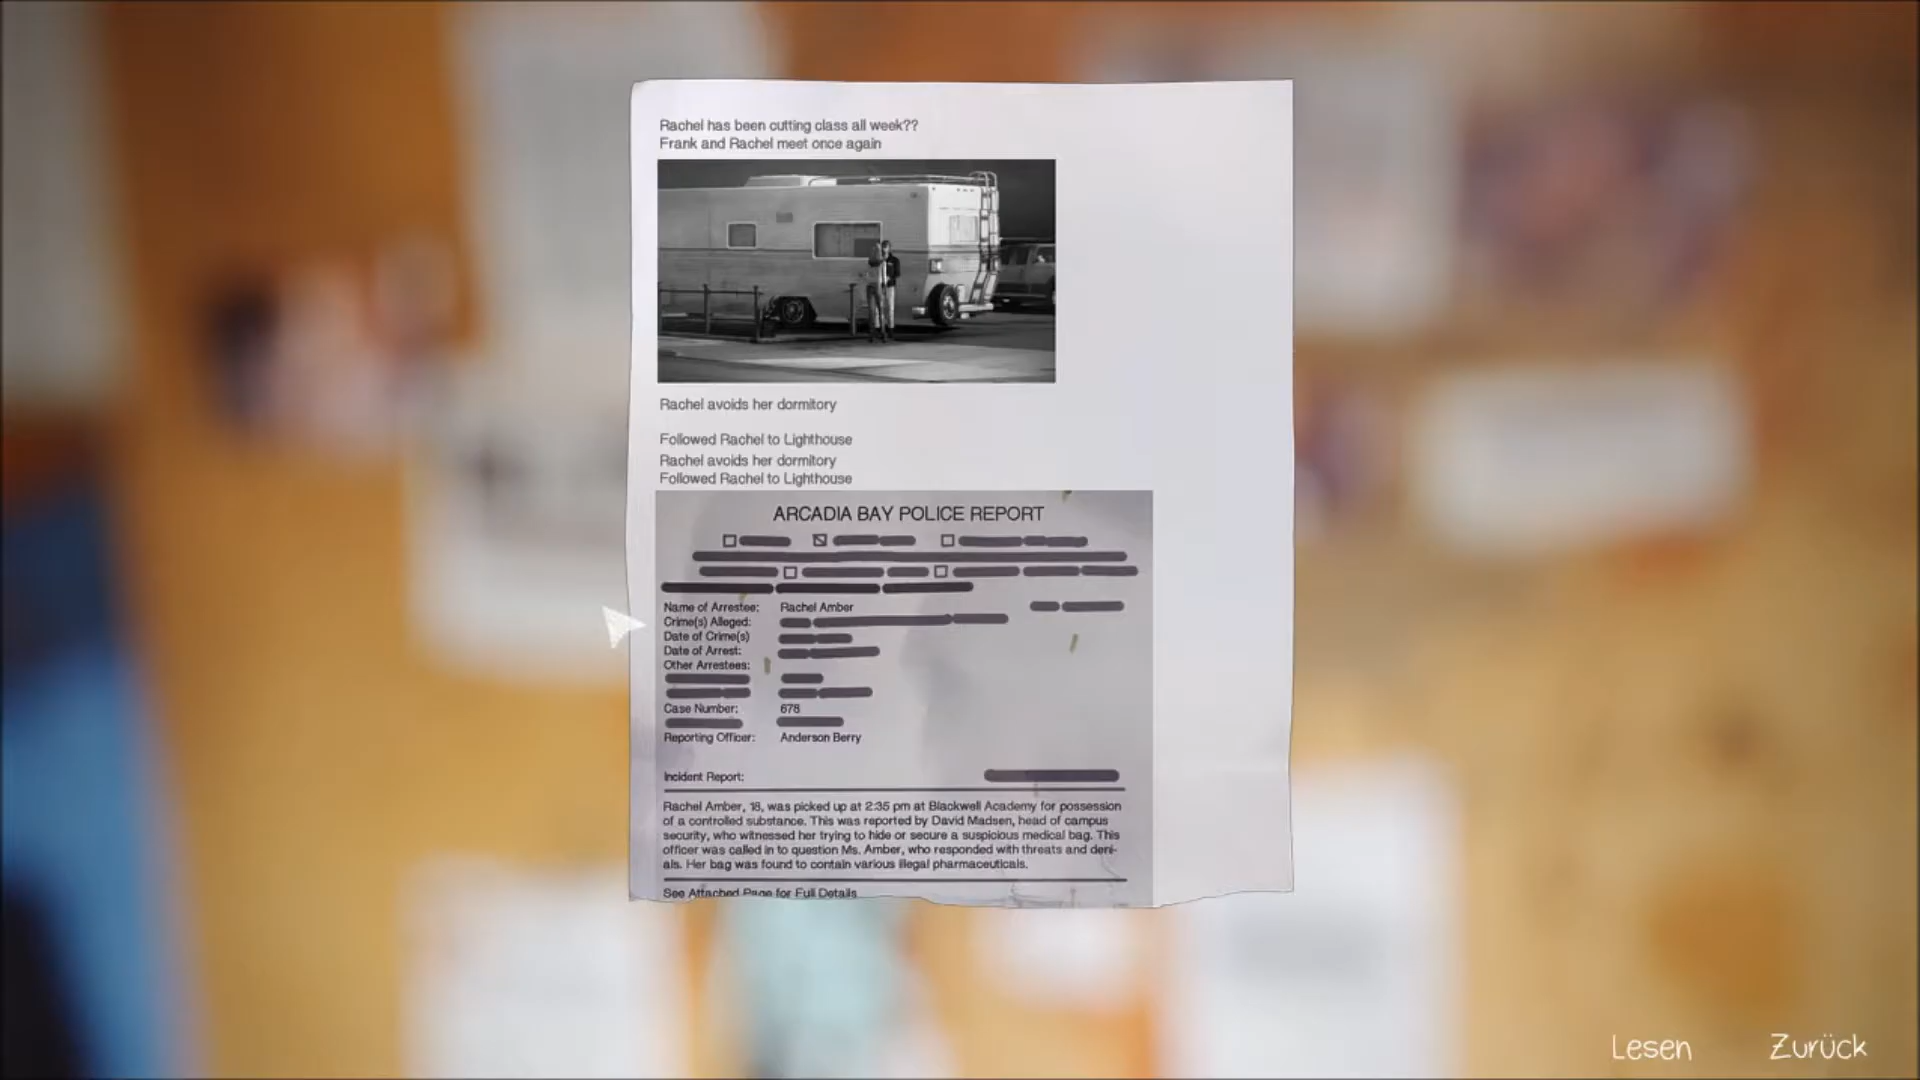 Rachel has been cutting class all week??
Frank and Rachel meet once again
Rachel avoids her dormitory
Followed Rachel to Lighthouse
Rachel avoids her dormitory
Followed Rachel to Lighthouse
ARCADIA BAY POLICE REPORT
Name of Arrestee: Rachel Amber
Crime(s) Alleged:
Date of Crime(s)
Date of Arrest:
Other Arrestees:
Case Number: 678
Reporting Officer: Anderson Berry
Incident Report:
Rachel Amber, 18, was picked up at 2:35 pm at Blackwell Academy for possession
of a controlled substance. This was reported by David Madsen, head of campus
security, who witnessed her trying to hide or secure a suspicious medical bag. This
officer was called in to question Ms. Amber, who responded with threats and deni-
als. Her bag was found to contain various illegal pharmaceuticals.
See Attached Page for Full Details
Lesen Zurück